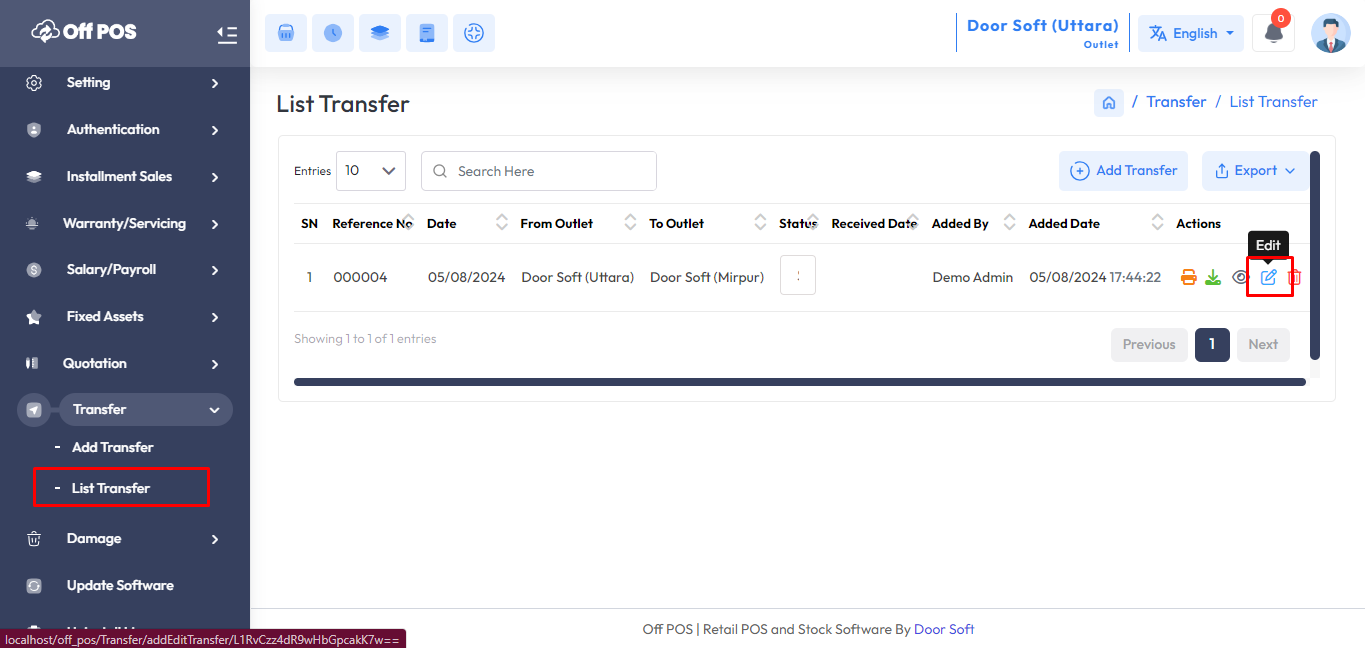 Off POS
Door Soft (Uttara)
Outlet
English
0
Setting
Authentication
Installment Sales
Warranty/Servicing
Salary/Payroll
Fixed Assets
Quotation
Transfer
- Add Transfer
- List Transfer
Damage
Update Software
localhost/off_pos/Transfer/addEditTransfer/L1RvCzz4dR9wHbGpcakK7w==
List Transfer
/ Transfer / List Transfer
Entries 10 Search Here Add Transfer Export
SN Reference No Date From Outlet To Outlet Status Received Date Added By Added Date Actions
Edit
1 000004 05/08/2024 Door Soft (Uttara) Door Soft (Mirpur) Demo Admin 05/08/2024 17:44:22
Showing 1 to 1 of 1 entries
Previous 1 Next
Off POS | Retail POS and Stock Software By Door Soft